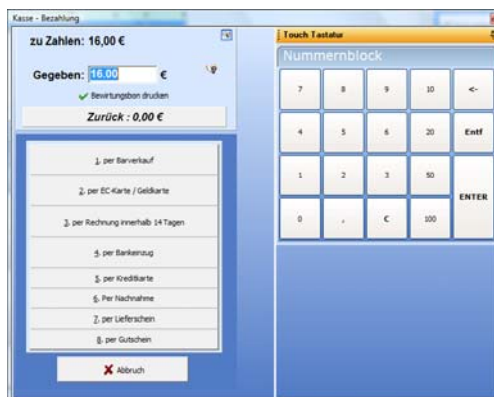 Kasse - Bezahlung
zu Zahlen: 16,00 €
Gegeben: 16.00 €
Bewirtungsbon drucken
Zurück : 0,00 €
1. per Barverkauf
2. per EC-Karte / Geldkarte
3. per Rechnung innerhalb 14 Tagen
4. per Bankeinzug
5. per Kreditkarte
6. Per Nachnahme
7. per Lieferschein
8. per Gutschein
Abbruch
Touch Tastatur
Nummernblock
7 8 9 10 <-
4 5 6 20 Entf
1 2 3 50
ENTER
0 , € 100